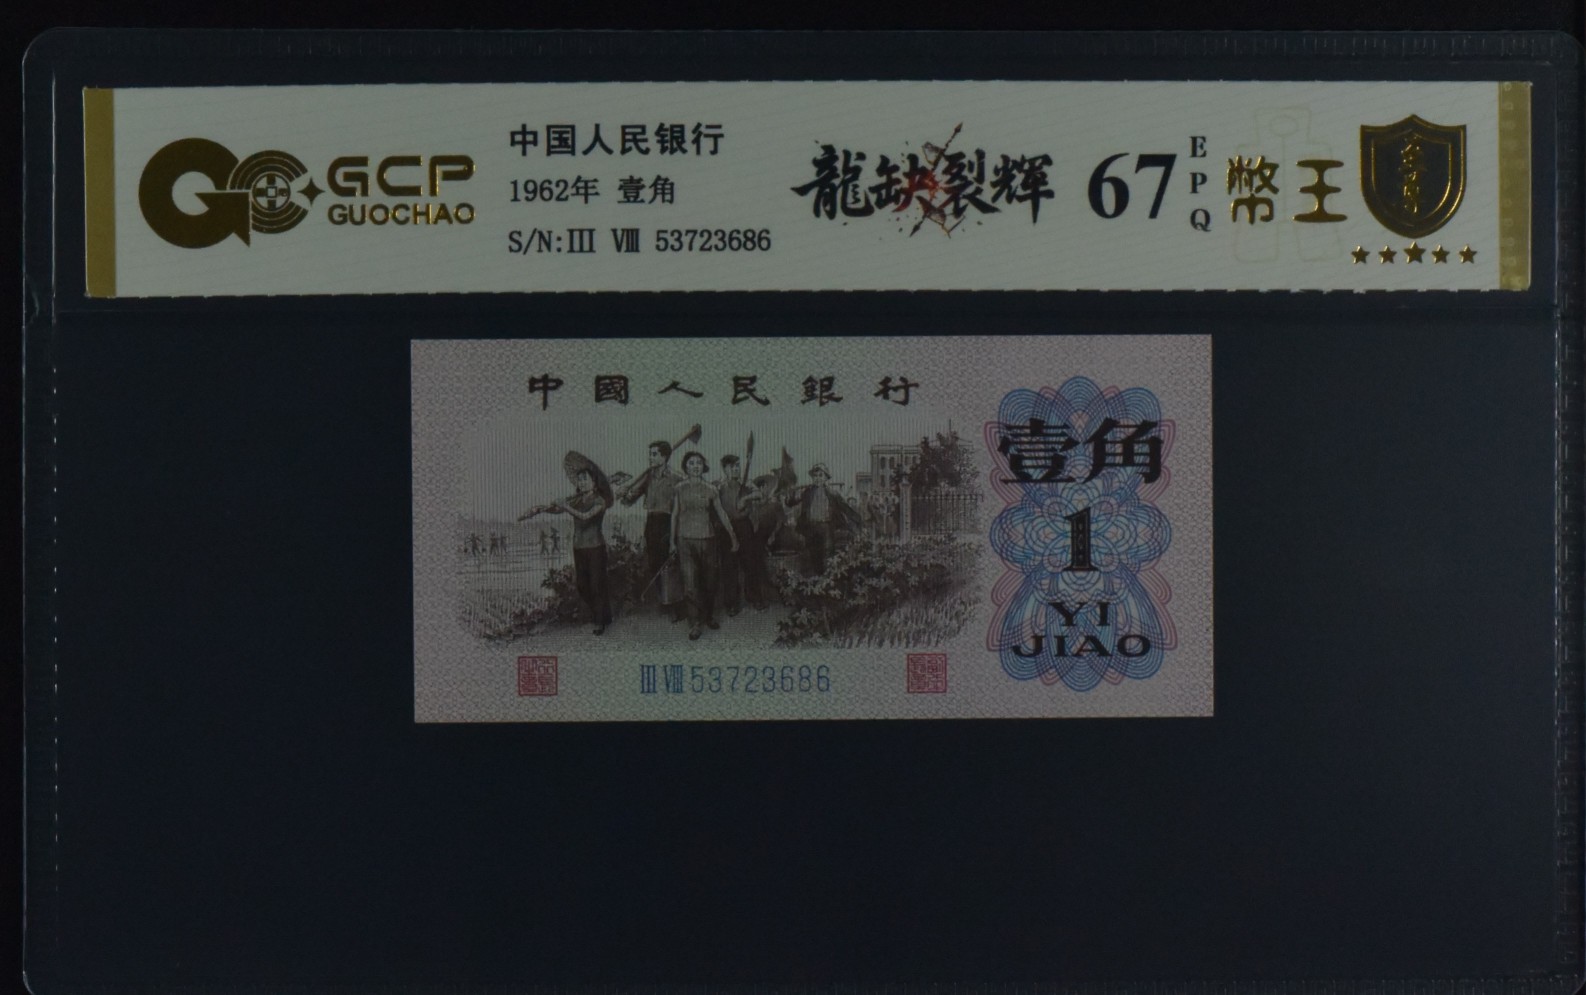 GCP
GUOCHAO
中国人民银行
1962年 壹角
S/N:III VIII 53723686
龍缺裂辉
67
EPQ
幣王
中國人民銀行
壹角
1
YI
JIAO
III VIII 53723686